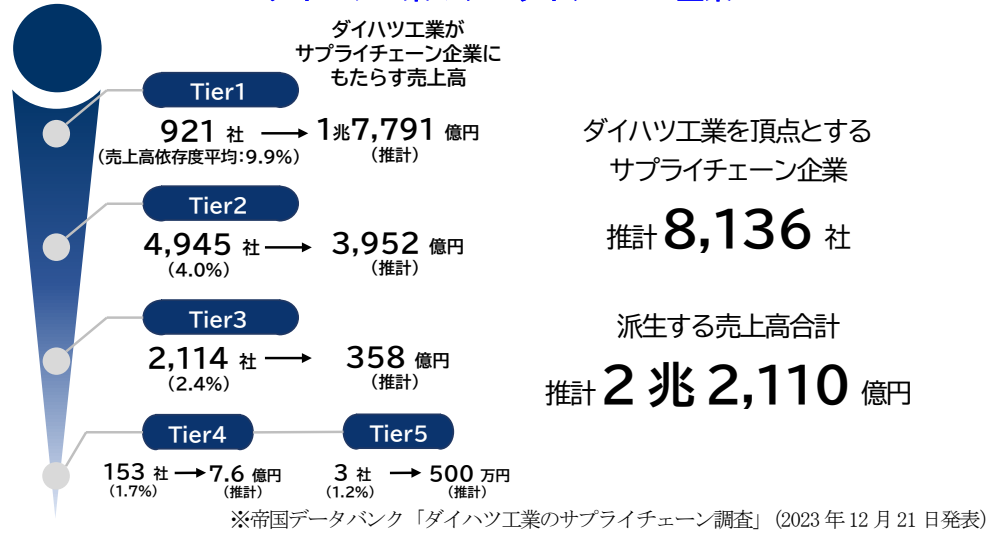 ダイハツ工業が
サプライチェーン企業に
もたらす売上高
Tier1
921 社 → 1兆7,791 億円
(売上高依存度平均:9.9%) (推計)
Tier2
4,945 社 → 3,952 億円
(4.0%) (推計)
Tier3
2,114 社 → 358 億円
(2.4%) (推計)
Tier4 Tier5
153 社 → 7.6 億円 3 社 → 500 万円
(1.7%) (推計) (1.2%) (推計)
ダイハツ工業を頂点とする
サプライチェーン企業
推計 8,136 社
派生する売上高合計
推計 2 兆 2,110 億円
※帝国データバンク「ダイハツ工業のサプライチェーン調査」(2023 年 12 月 21 日発表)